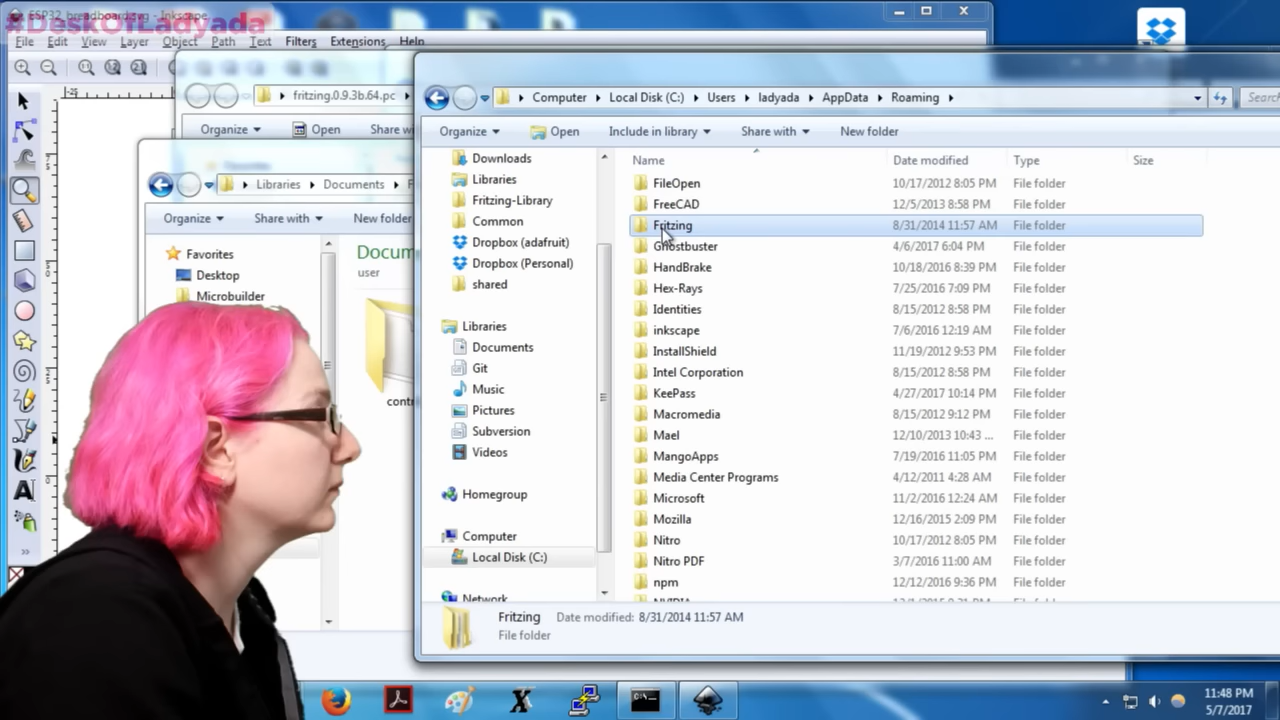 #DeskOfLadyada
ESP32_breadboard.svg - Inkscape
File Edit View Layer Object Path Text Filters Extensions Help
fritzing.0.9.3b.64.pc
Organize Open Share wi
Libraries Documents F
Organize Share with New folder
Favorites
Desktop
Microbuilder
Docum
user
contr
Computer Local Disk (C:) Users ladyada AppData Roaming
Searc
Organize Open Include in library Share with New folder
Downloads
Libraries
Fritzing-Library
Common
Dropbox (adafruit)
Dropbox (Personal)
shared
Libraries
Documents
Git
Music
Pictures
Subversion
Videos
Homegroup
Computer
Local Disk (C:)
Network
Name Date modified Type Size
FileOpen 10/17/2012 8:05 PM File folder
FreeCAD 12/5/2013 8:58 PM File folder
Fritzing 8/31/2014 11:57 AM File folder
Ghostbuster 4/6/2017 6:04 PM File folder
HandBrake 10/18/2016 8:39 PM File folder
Hex-Rays 7/25/2016 7:09 PM File folder
Identities 8/15/2012 8:58 PM File folder
inkscape 7/6/2016 12:19 AM File folder
InstallShield 11/19/2012 9:53 PM File folder
Intel Corporation 8/15/2012 8:58 PM File folder
KeePass 4/27/2017 10:14 PM File folder
Macromedia 8/15/2012 9:12 PM File folder
Mael 12/10/2013 10:43 ... File folder
MangoApps 7/19/2016 11:05 PM File folder
Media Center Programs 4/12/2011 4:28 AM File folder
Microsoft 11/2/2016 12:24 AM File folder
Mozilla 12/16/2015 2:09 PM File folder
Nitro 10/17/2012 8:05 PM File folder
Nitro PDF 3/7/2016 11:00 AM File folder
npm 12/12/2016 9:36 PM File folder
Fritzing Date modified: 8/31/2014 11:57 AM
File folder
11:48 PM
5/7/2017